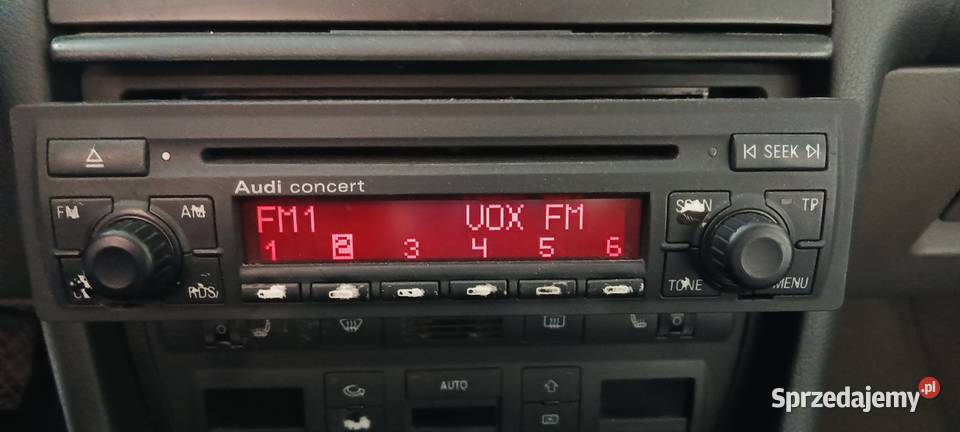 SEEK
Audi concert
FM AM
FM1 VOX FM
1 2 3 4 5 6
SCAN TP
RDS TONE MENU
AUTO
Sprzedajemy.pl